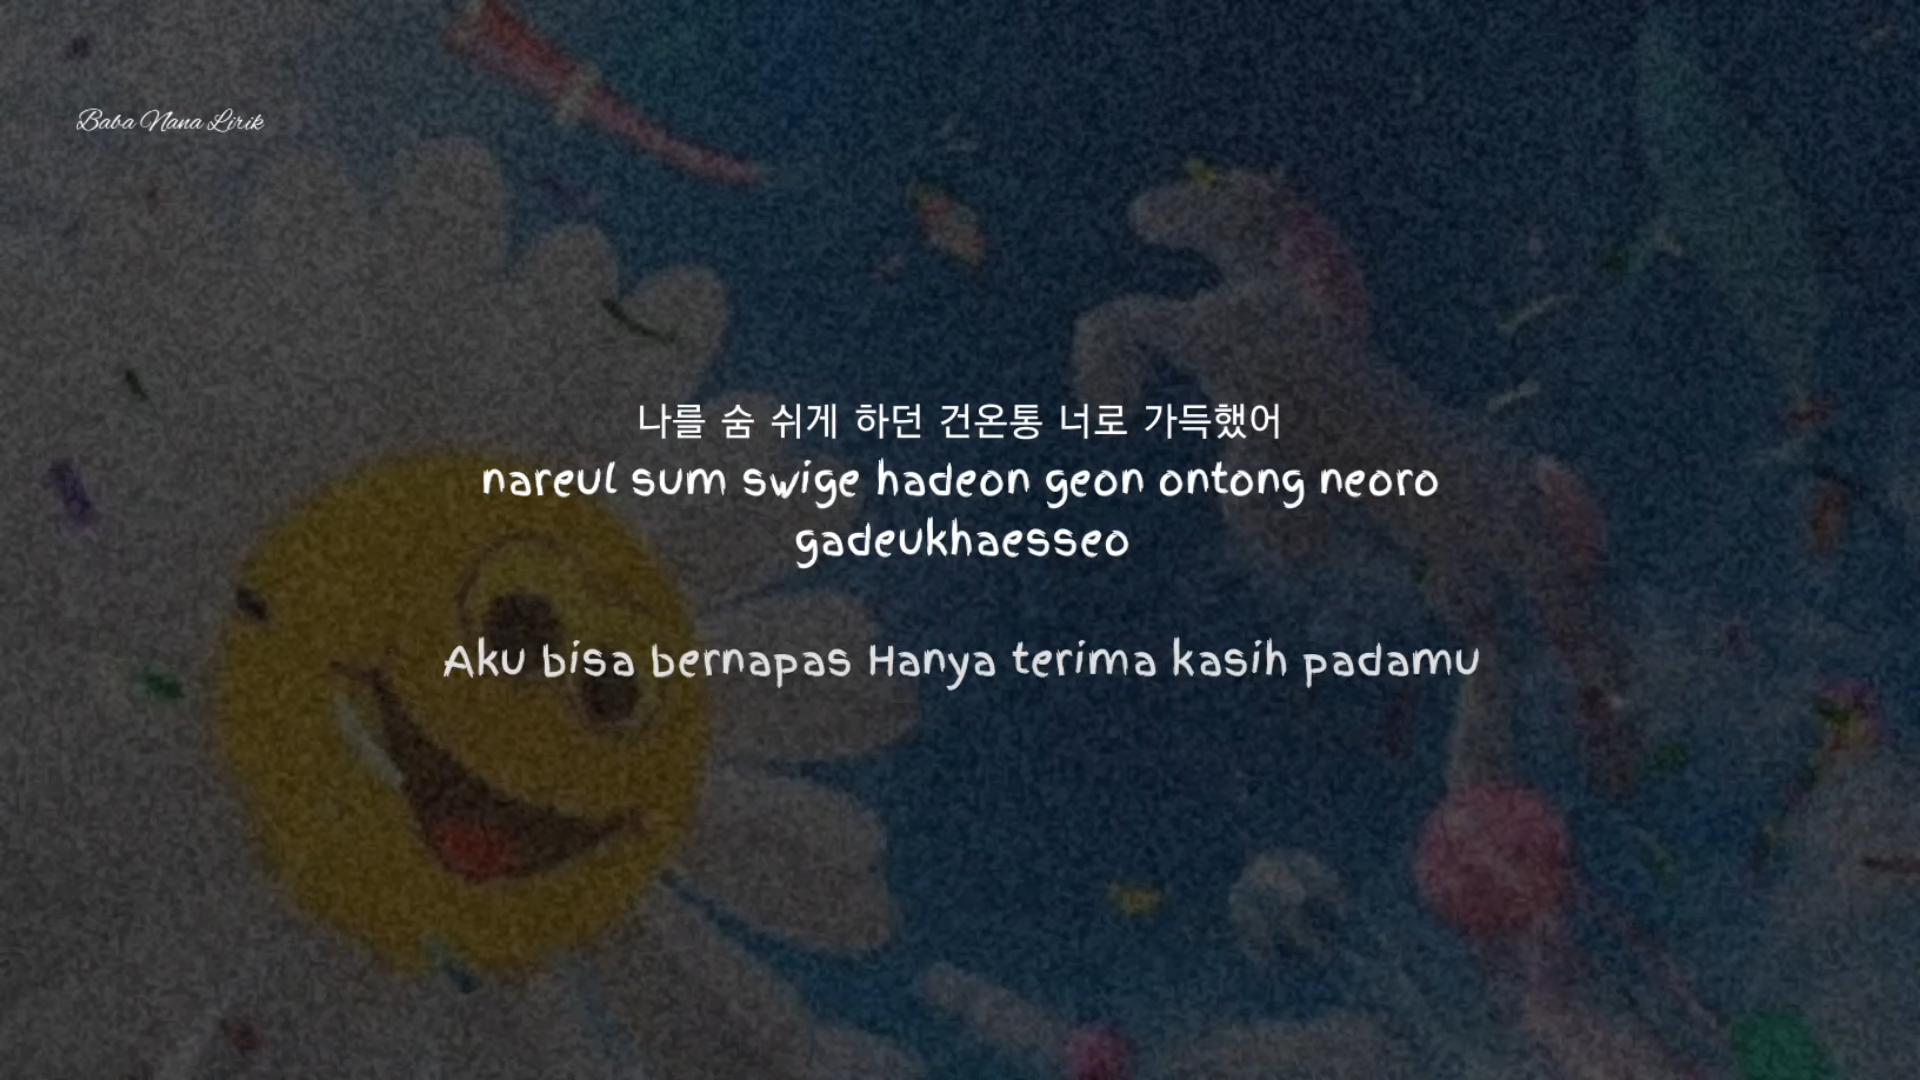 Baba Nana Lirik
나를 숨 쉬게 하던 건온통 너로 가득했어
nareul sum swige hadeon geon ontong neoro
gadeukhaesseo
Aku bisa bernapas Hanya terima kasih padamu